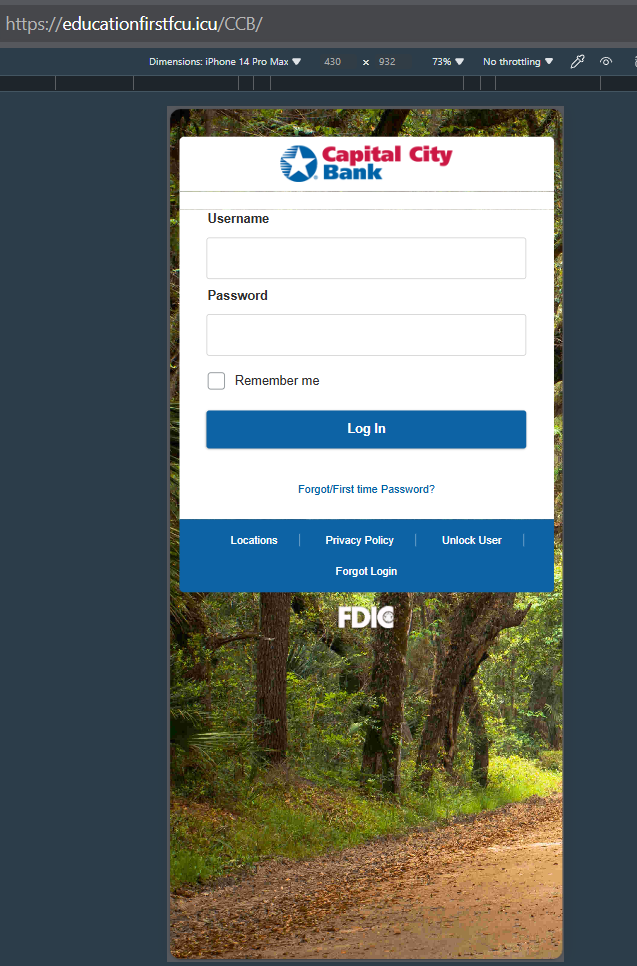 https://educationfirstfcu.icu/CCB/
Dimensions: iPhone 14 Pro Max ▼ 430 x 932 73% ▼ No throttling ▼
Capital City
Bank
Username
Password
Remember me
Log In
Forgot/First time Password?
Locations | Privacy Policy | Unlock User |
Forgot Login
FDIC